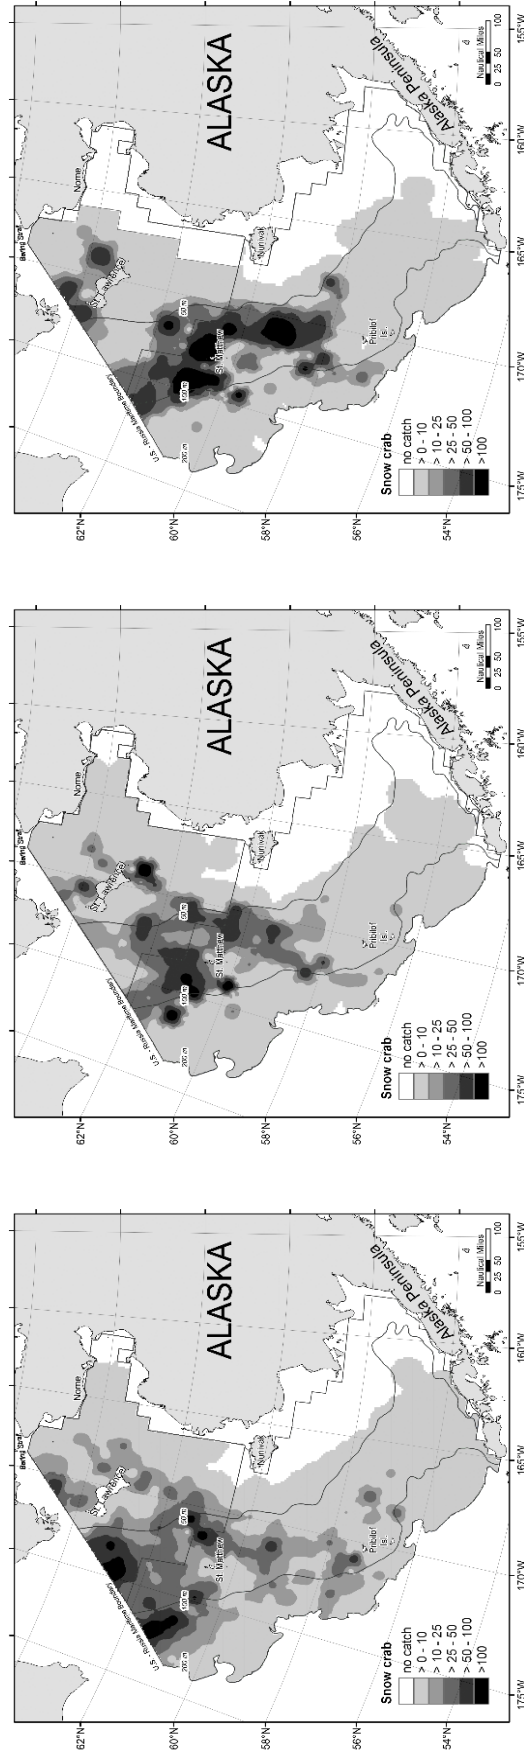 Bering Strait
Nome
62°N
U.S. - Russia Maritime Boundary
St. Lawrence
60°N
200 m
100 m
50 m
ALASKA
St. Matthew
58°N
Nunivak
56°N
Pribilof
Isl.
Snow crab
no catch
> 0 - 10
> 10 - 25
> 25 - 50
> 50 - 100
>100
Alaska Peninsula
54°N
Nautical Miles
0 25 50 100
175°W 170°W 165°W 160°W 155°W
Bering Strait
Nome
62°N
U.S. - Russia Maritime Boundary
St. Lawrence
60°N
200 m
100 m
50 m
ALASKA
St. Matthew
58°N
Nunivak
56°N
Pribilof
Isl.
Snow crab
no catch
> 0 - 10
> 10 - 25
> 25 - 50
> 50 - 100
>100
Alaska Peninsula
54°N
Nautical Miles
0 25 50 100
175°W 170°W 165°W 160°W 155°W
Bering Strait
Nome
62°N
U.S. - Russia Maritime Boundary
St. Lawrence
60°N
200 m
100 m
50 m
ALASKA
St. Matthew
58°N
Nunivak
56°N
Pribilof
Isl.
Snow crab
no catch
> 0 - 10
> 10 - 25
> 25 - 50
> 50 - 100
>100
Alaska Peninsula
54°N
Nautical Miles
0 25 50 100
175°W 170°W 165°W 160°W 155°W